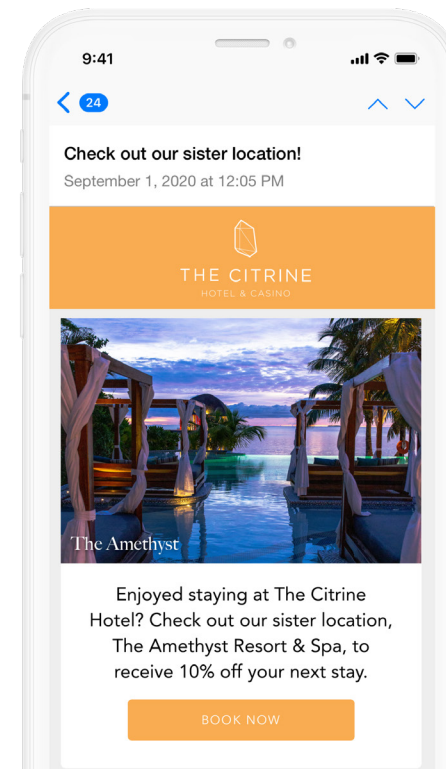 9:41
24
Check out our sister location!
September 1, 2020 at 12:05 PM
THE CITRINE
HOTEL & CASINO
The Amethyst
Enjoyed staying at The Citrine
Hotel? Check out our sister location,
The Amethyst Resort & Spa, to
receive 10% off your next stay.
BOOK NOW